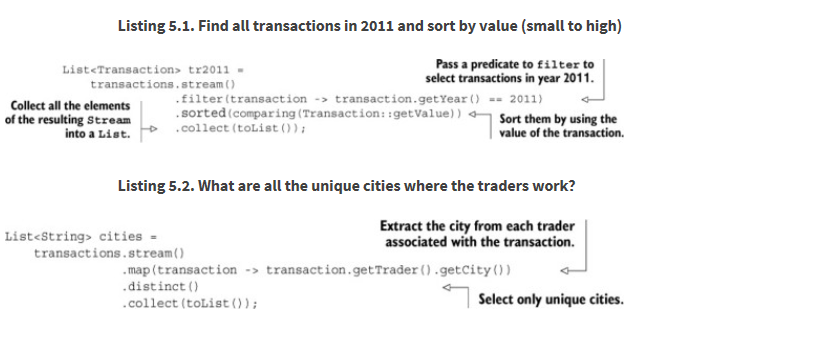 Listing 5.1. Find all transactions in 2011 and sort by value (small to high)
Pass a predicate to filter to
select transactions in year 2011.
List<Transaction> tr2011 =
transactions.stream()
.filter(transaction -> transaction.getYear() == 2011)
.sorted(comparing(Transaction::getValue))
.collect(toList());
Collect all the elements
of the resulting Stream
into a List.
Sort them by using the
value of the transaction.
Listing 5.2. What are all the unique cities where the traders work?
Extract the city from each trader
associated with the transaction.
List<String> cities =
transactions.stream()
.map(transaction -> transaction.getTrader().getCity())
.distinct()
.collect(toList());
Select only unique cities.